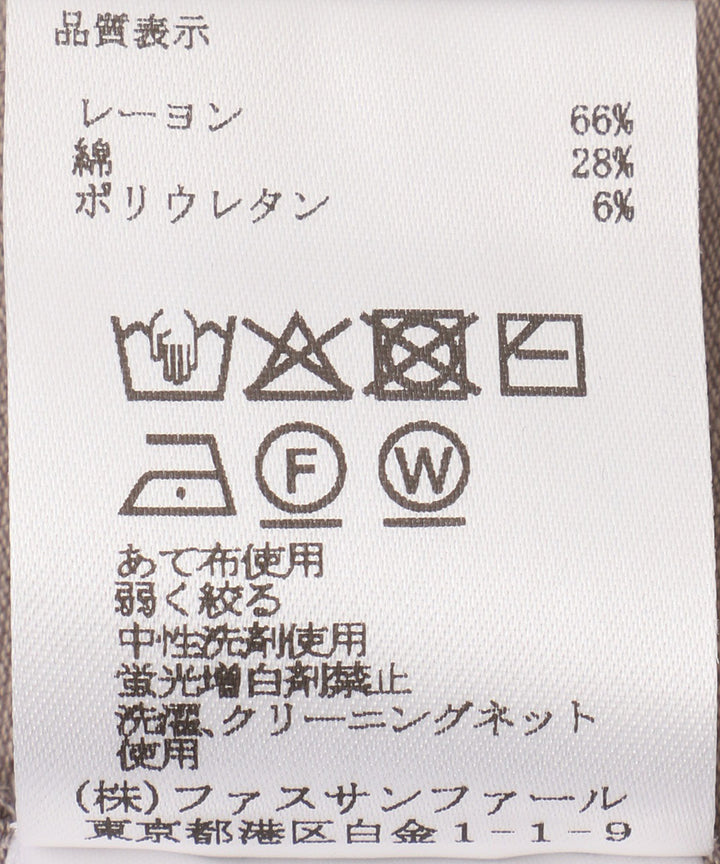 品質表示
レーヨン 66%
綿 28%
ポリウレタン 6%
F W
あて布使用
弱く絞る
中性洗剤使用
蛍光増白剤禁止
洗濯、クリーニングネット
使用
(株)ファスサンファール
東京都港区白金1-1-9